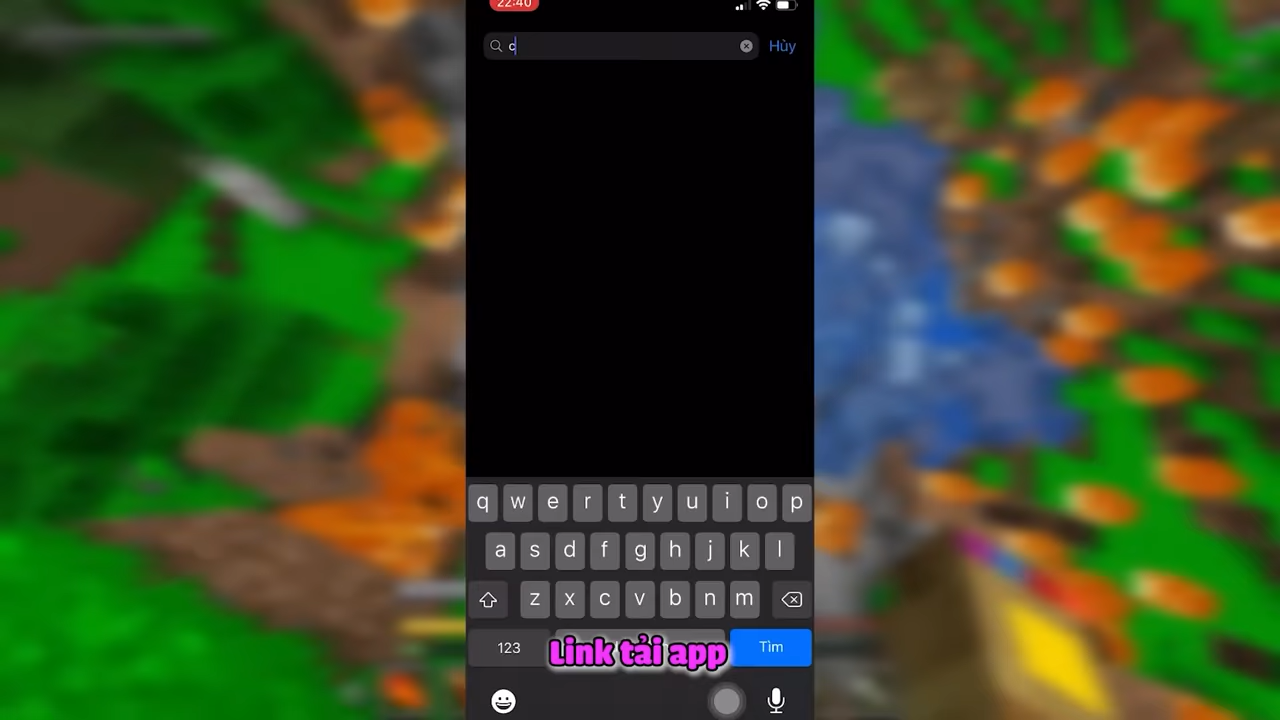 22:40
c
Hủy
q w e r t y u i o p
a s d f g h j k l
z x c v b n m
123
Link tải app
Tìm